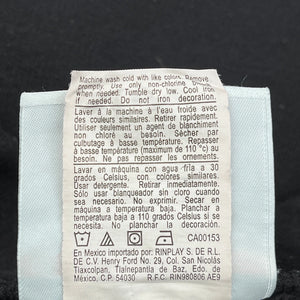 Machine wash cold with like colors. Remove
promptly. Use only non-chlorine bleach
when needed. Tumble dry low. Cool iron
if needed. Do not iron decoration.
Laver à la machine à l'eau froide avec
des couleurs similaires. Retirer rapidement.
Utiliser seulement un agent de blanchiment
non chloré au besoin. Sécher par
culbutage à basse température. Repasser
à basse température (maximum de 110 °c) au
besoin. Ne pas repasser les ornements.
Lavar en máquina con agua fria a 30
grados Celsius, con colores similares.
Usar detergente. Retirar inmediatamente.
Sólo usar blanqueador sin cloro cuando
sea necesario. No exprimir. Secar en
máquina a temperatura baja. Planchar a
temperatura baja a 110 grados Celsius si es
necesario. No planchar la decoración.
CA00153
En Mexico importado por: RINPLAY S. DE R.L.
DE C.V. Henry Ford No. 29, Col. San Nicolás
Tlaxcolpan, Tlalnepantla de Baz, Edo. de
México, C.P. 54030 R.F.C. RIN980806 AE9